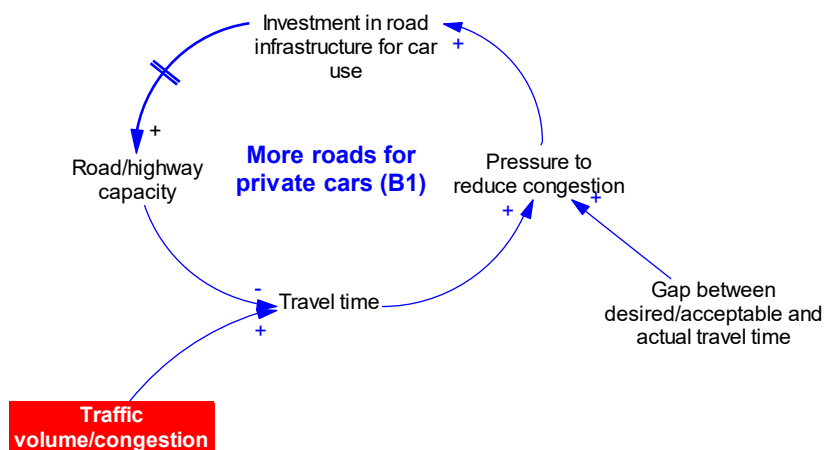 Investment in road
infrastructure for car
use
+
+
Road/highway
capacity
More roads for
private cars (B1)
Pressure to
reduce congestion
+
+
-
Travel time
+
Gap between
desired/acceptable and
actual travel time
Traffic
volume/congestion